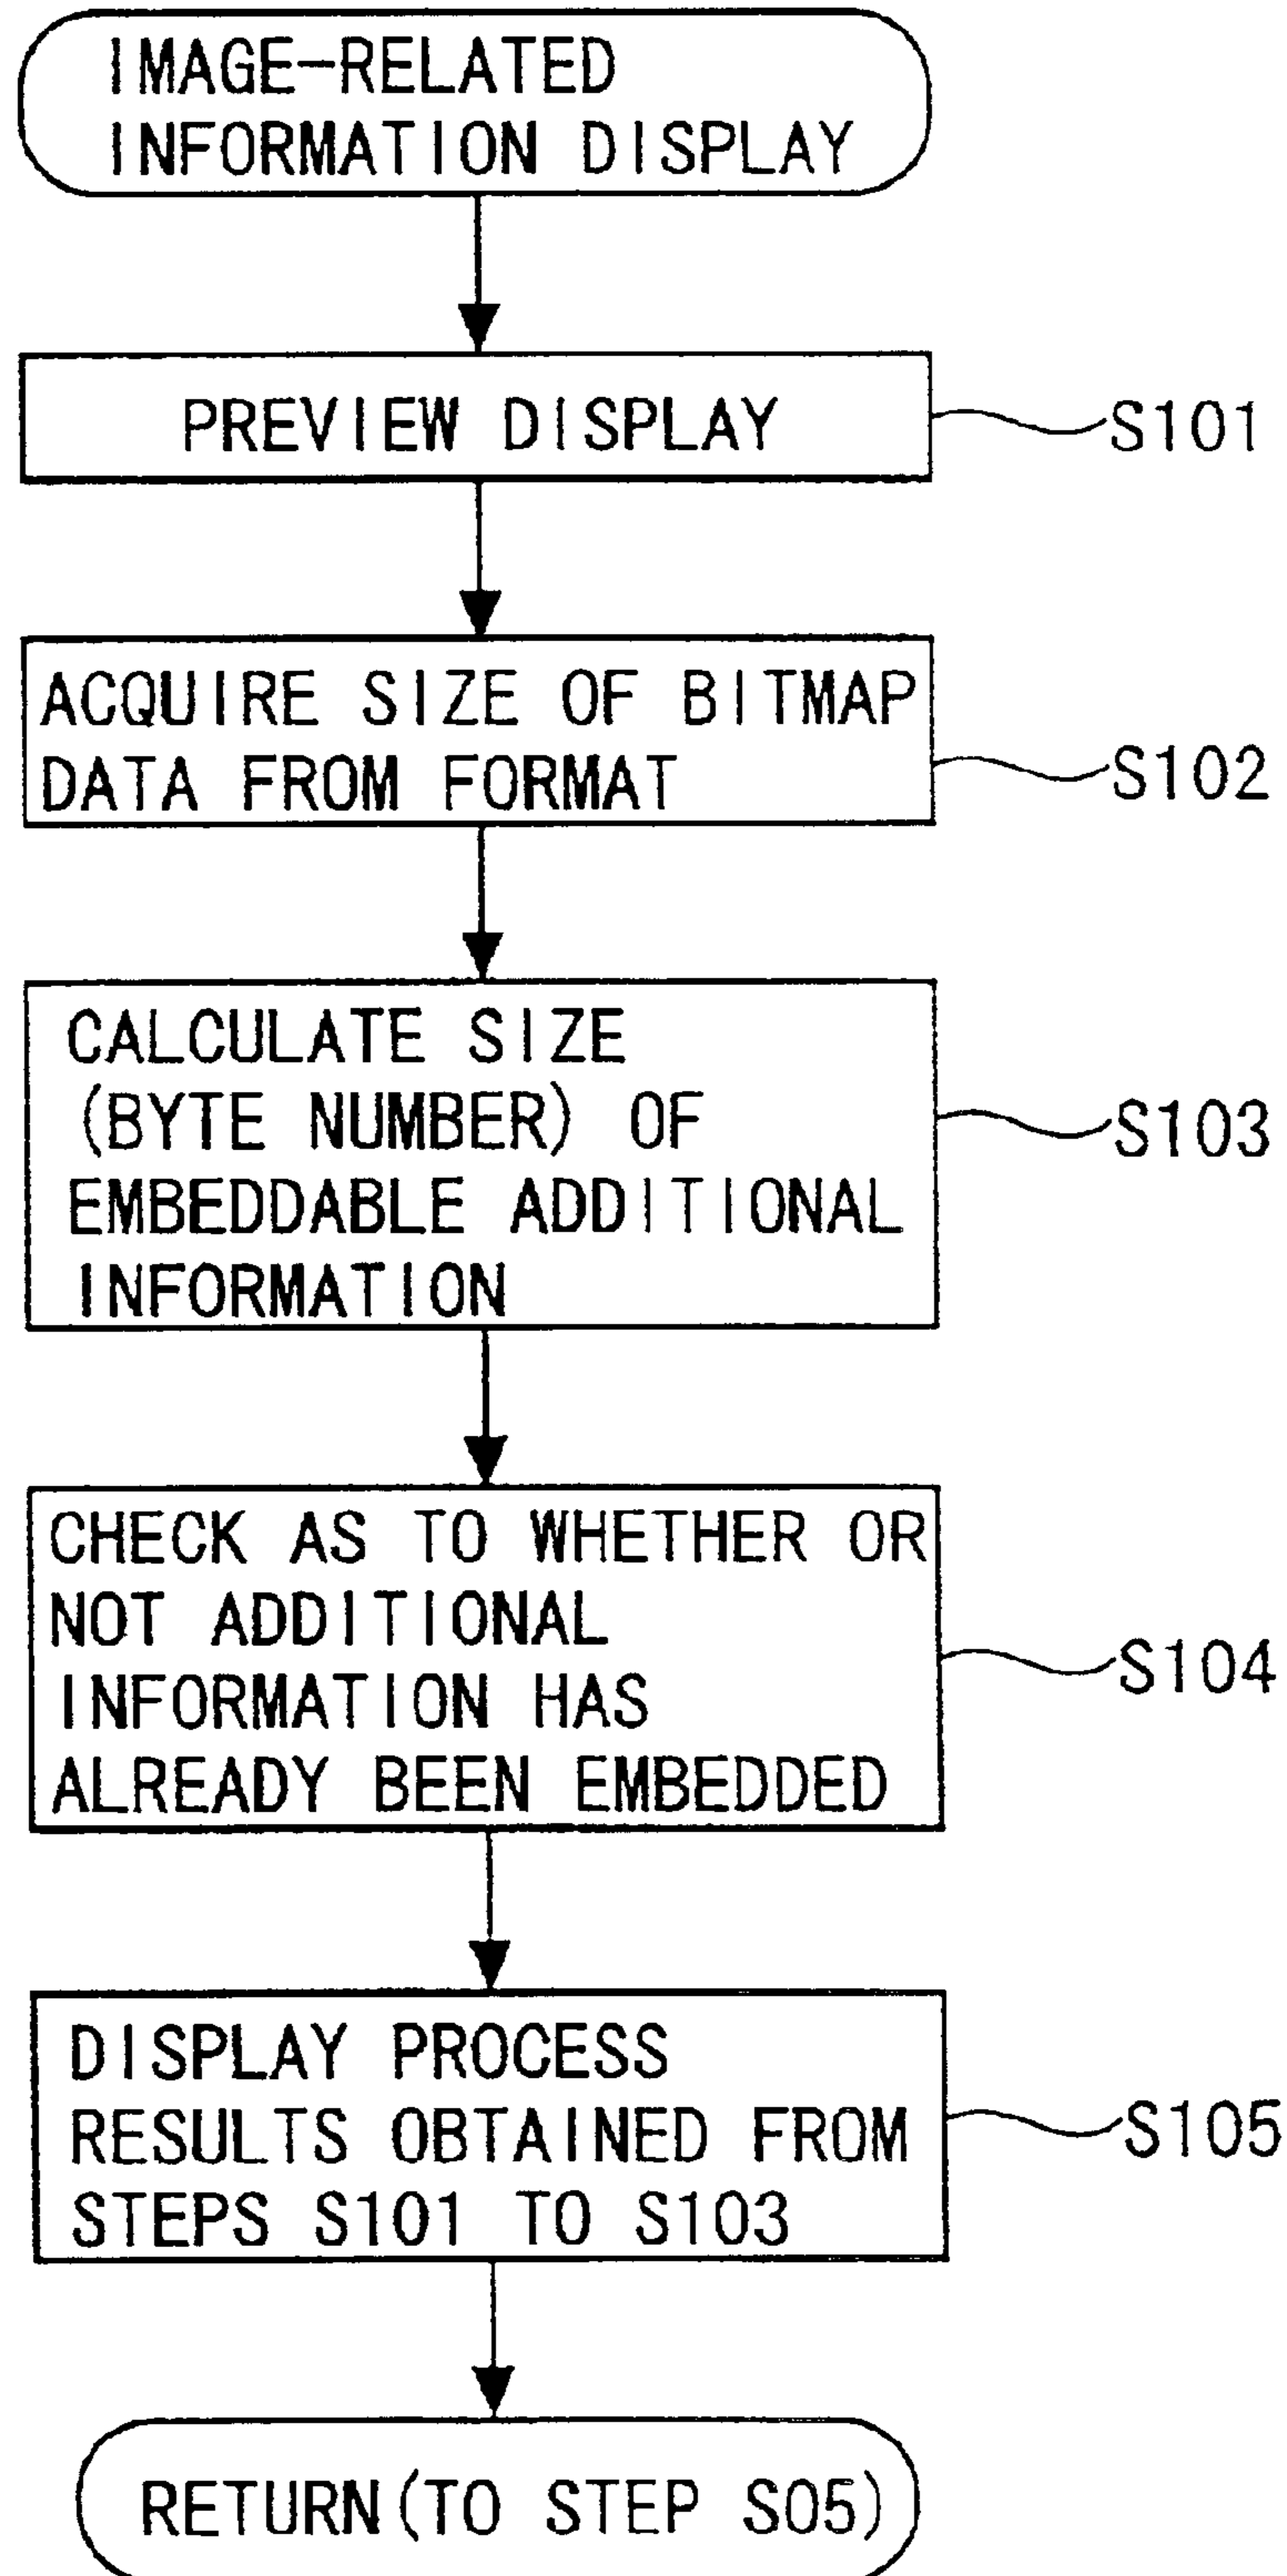 IMAGE-RELATED
INFORMATION DISPLAY
PREVIEW DISPLAY
S101
ACQUIRE SIZE OF BITMAP
DATA FROM FORMAT
S102
CALCULATE SIZE
(BYTE NUMBER) OF
EMBEDDABLE ADDITIONAL
INFORMATION
S103
CHECK AS TO WHETHER OR
NOT ADDITIONAL
INFORMATION HAS
ALREADY BEEN EMBEDDED
S104
DISPLAY PROCESS
RESULTS OBTAINED FROM
STEPS S101 TO S103
S105
RETURN(TO STEP S05)